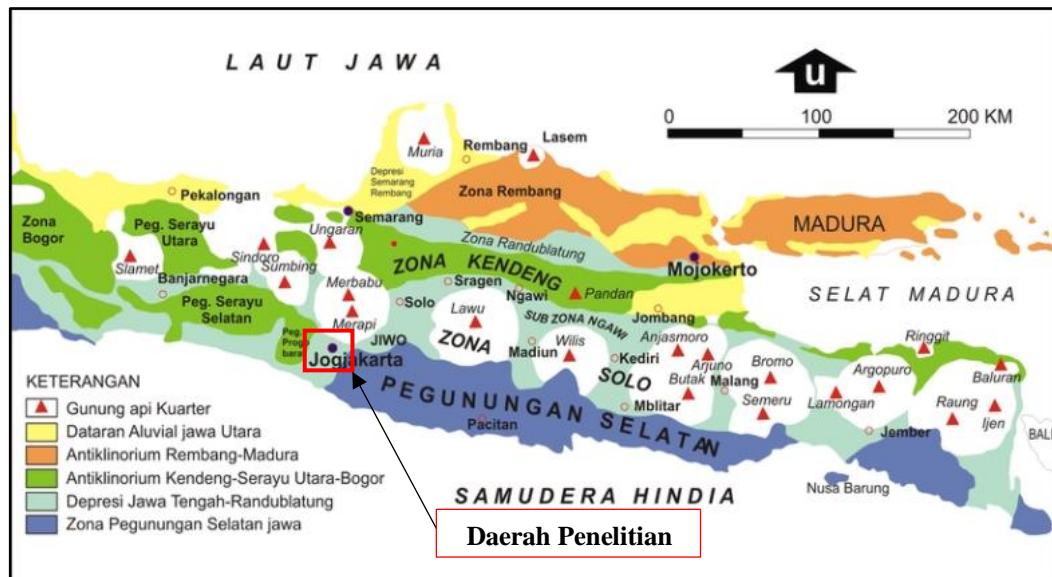 LAUT JAWA
u
0 100 200 KM
Muria
Rembang
Lasem
Depresi
Semarang
Rembang
Zona Rembang
Pekalongan
Semarang
MADURA
Zona
Bogor
Peg. Serayu
Utara
Ungaran
Zona Randublatung
Slamet
Sindoro
Sumbing
ZONA KENDENG
Mojokerto
Banjarnegara
Merbabu
Sragen
Solo
Ngawi
Pandan
SELAT MADURA
Peg. Serayu
Selatan
Merapi
Lawu
SUB ZONA NGAWI
Jombang
Peg.
Progo
barat
JIWO
Jogjakarta
ZONA
Madiun
Wilis
Anjasmoro
Kediri
Arjuno
Bromo
Ringgit
Argopuro
Baluran
SOLO
Butak
Malang
Semeru
Lamongan
Raung
Ijen
Mblitar
Jember
BALI
PEGUNUNGAN SELATAN
Pacitan
Nusa Barung
SAMUDERA HINDIA
KETERANGAN
Gunung api Kuarter
Dataran Aluvial jawa Utara
Antiklinorium Rembang-Madura
Antiklinorium Kendeng-Serayu Utara-Bogor
Depresi Jawa Tengah-Randublatung
Zona Pegunungan Selatan jawa
Daerah Penelitian